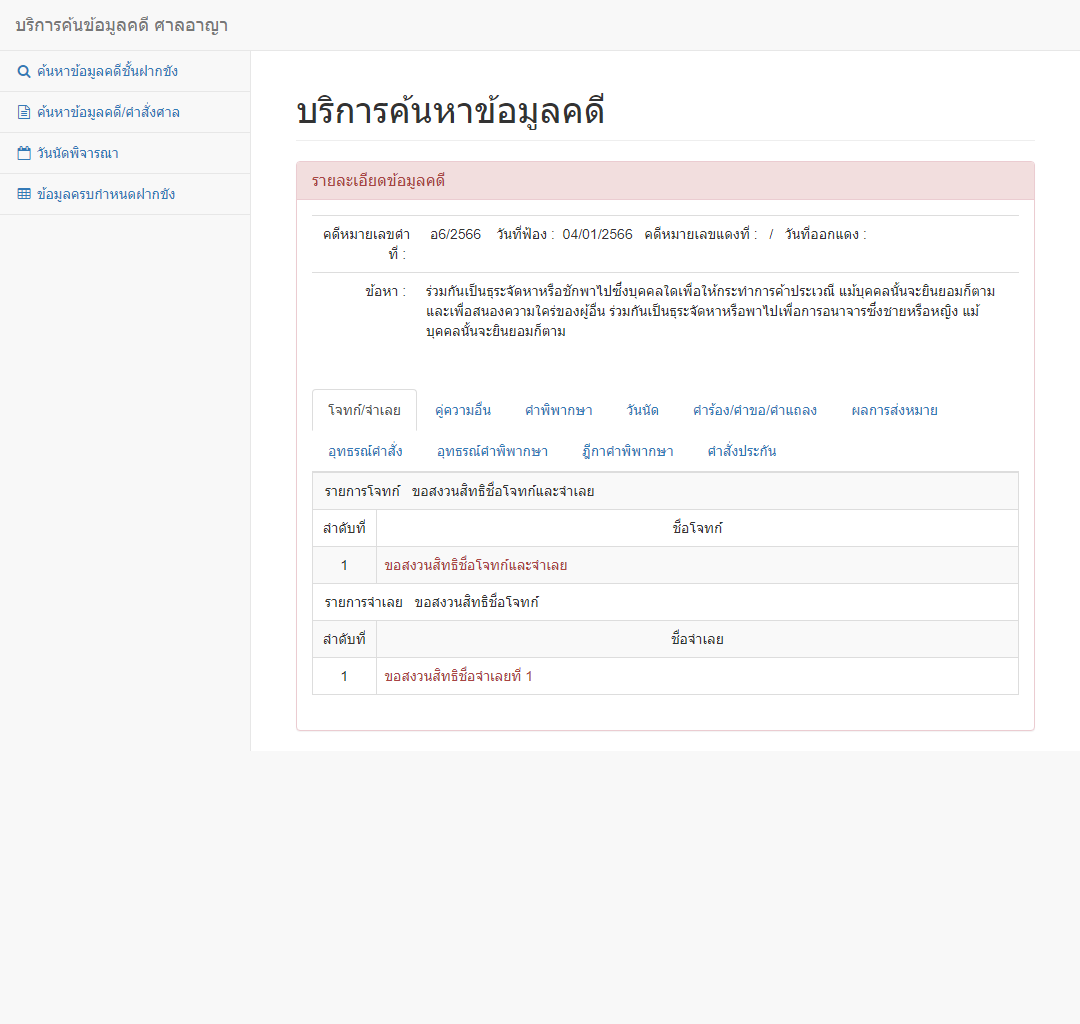 บริการค้นข้อมูลคดี ศาลอาญา
ค้นหาข้อมูลคดีชั้นฝากขัง
ค้นหาข้อมูลคดี/คำสั่งศาล
วันนัดพิจารณา
ข้อมูลครบกำหนดฝากขัง
บริการค้นหาข้อมูลคดี
รายละเอียดข้อมูลคดี
คดีหมายเลขดำที่ : อ6/2566 วันที่ฟ้อง : 04/01/2566 คดีหมายเลขแดงที่ : / วันที่ออกแดง :
ข้อหา : ร่วมกันเป็นธุระจัดหาหรือชักพาไปซึ่งบุคคลใดเพื่อให้กระทำการค้าประเวณี แม้บุคคลนั้นจะยินยอมก็ตาม
และเพื่อสนองความใคร่ของผู้อื่น ร่วมกันเป็นธุระจัดหาหรือพาไปเพื่อการอนาจารซึ่งชายหรือหญิง แม้
บุคคลนั้นจะยินยอมก็ตาม
โจทก์/จำเลย คู่ความอื่น คำพิพากษา วันนัด คำร้อง/คำขอ/คำแถลง ผลการส่งหมาย
อุทธรณ์คำสั่ง อุทธรณ์คำพิพากษา ฎีกาคำพิพากษา คำสั่งประกัน
รายการโจทก์ ขอสงวนสิทธิชื่อโจทก์และจำเลย
ลำดับที่ ชื่อโจทก์
1 ขอสงวนสิทธิชื่อโจทก์และจำเลย
รายการจำเลย ขอสงวนสิทธิชื่อโจทก์
ลำดับที่ ชื่อจำเลย
1 ขอสงวนสิทธิชื่อจำเลยที่ 1